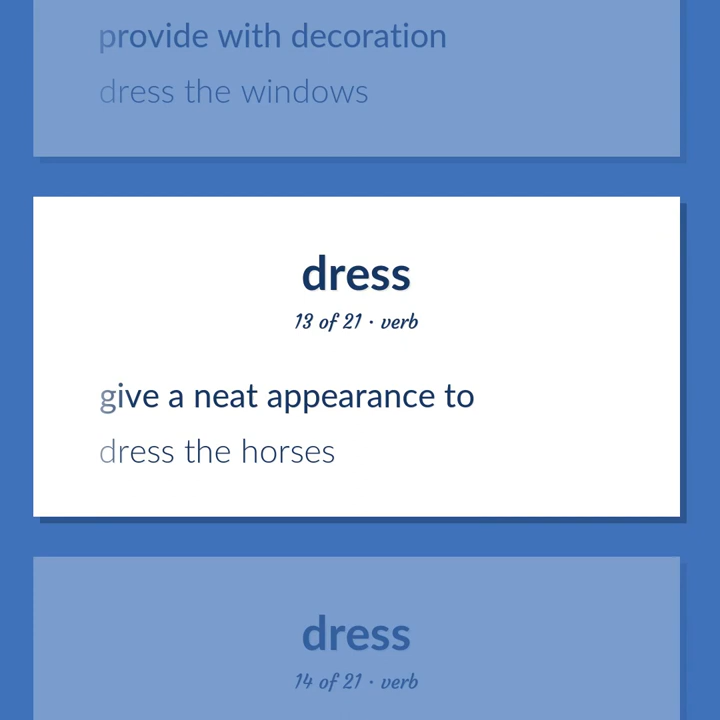 provide with decoration
dress the windows
dress
13 of 21 · verb
give a neat appearance to
dress the horses
dress
14 of 21 · verb